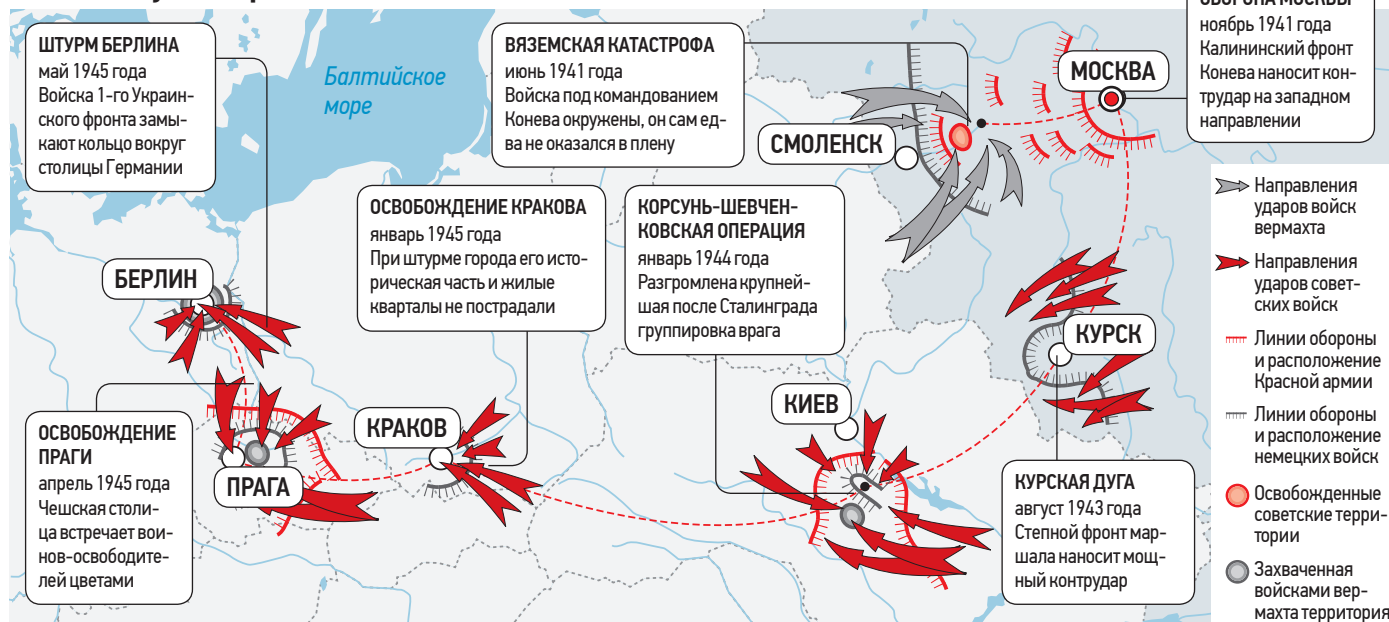 ШТУРМ БЕРЛИНА
май 1945 года
Войска 1-го Украин-
ского фронта замы-
кают кольцо вокруг
столицы Германии
Балтийское
море
ВЯЗЕМСКАЯ КАТАСТРОФА
июнь 1941 года
Войска под командованием
Конева окружены, он сам ед-
ва не оказался в плену
СМОЛЕНСК
МОСКВА
ОБОРОНА МОСКВЫ
ноябрь 1941 года
Калининский фронт
Конева наносит кон-
трудар на западном
направлении
ОСВОБОЖДЕНИЕ КРАКОВА
январь 1945 года
При штурме города его исто-
рическая часть и жилые
кварталы не пострадали
КОРСУНЬ-ШЕВЧЕН-
КОВСКАЯ ОПЕРАЦИЯ
январь 1944 года
Разгромлена крупней-
шая после Сталинграда
группировка врага
БЕРЛИН
КУРСК
КИЕВ
КРАКОВ
ПРАГА
ОСВОБОЖДЕНИЕ
ПРАГИ
апрель 1945 года
Чешская столи-
ца встречает вои-
нов-освободите-
лей цветами
КУРСКАЯ ДУГА
август 1943 года
Степной фронт мар-
шала наносит мощ-
ный контрудар
Направления
ударов войск
вермахта
Направления
ударов совет-
ских войск
Линии обороны
и расположение
Красной армии
Линии обороны
и расположение
немецких войск
Освобожденные
советские терри-
тории
Захваченная
войсками вер-
махта территория